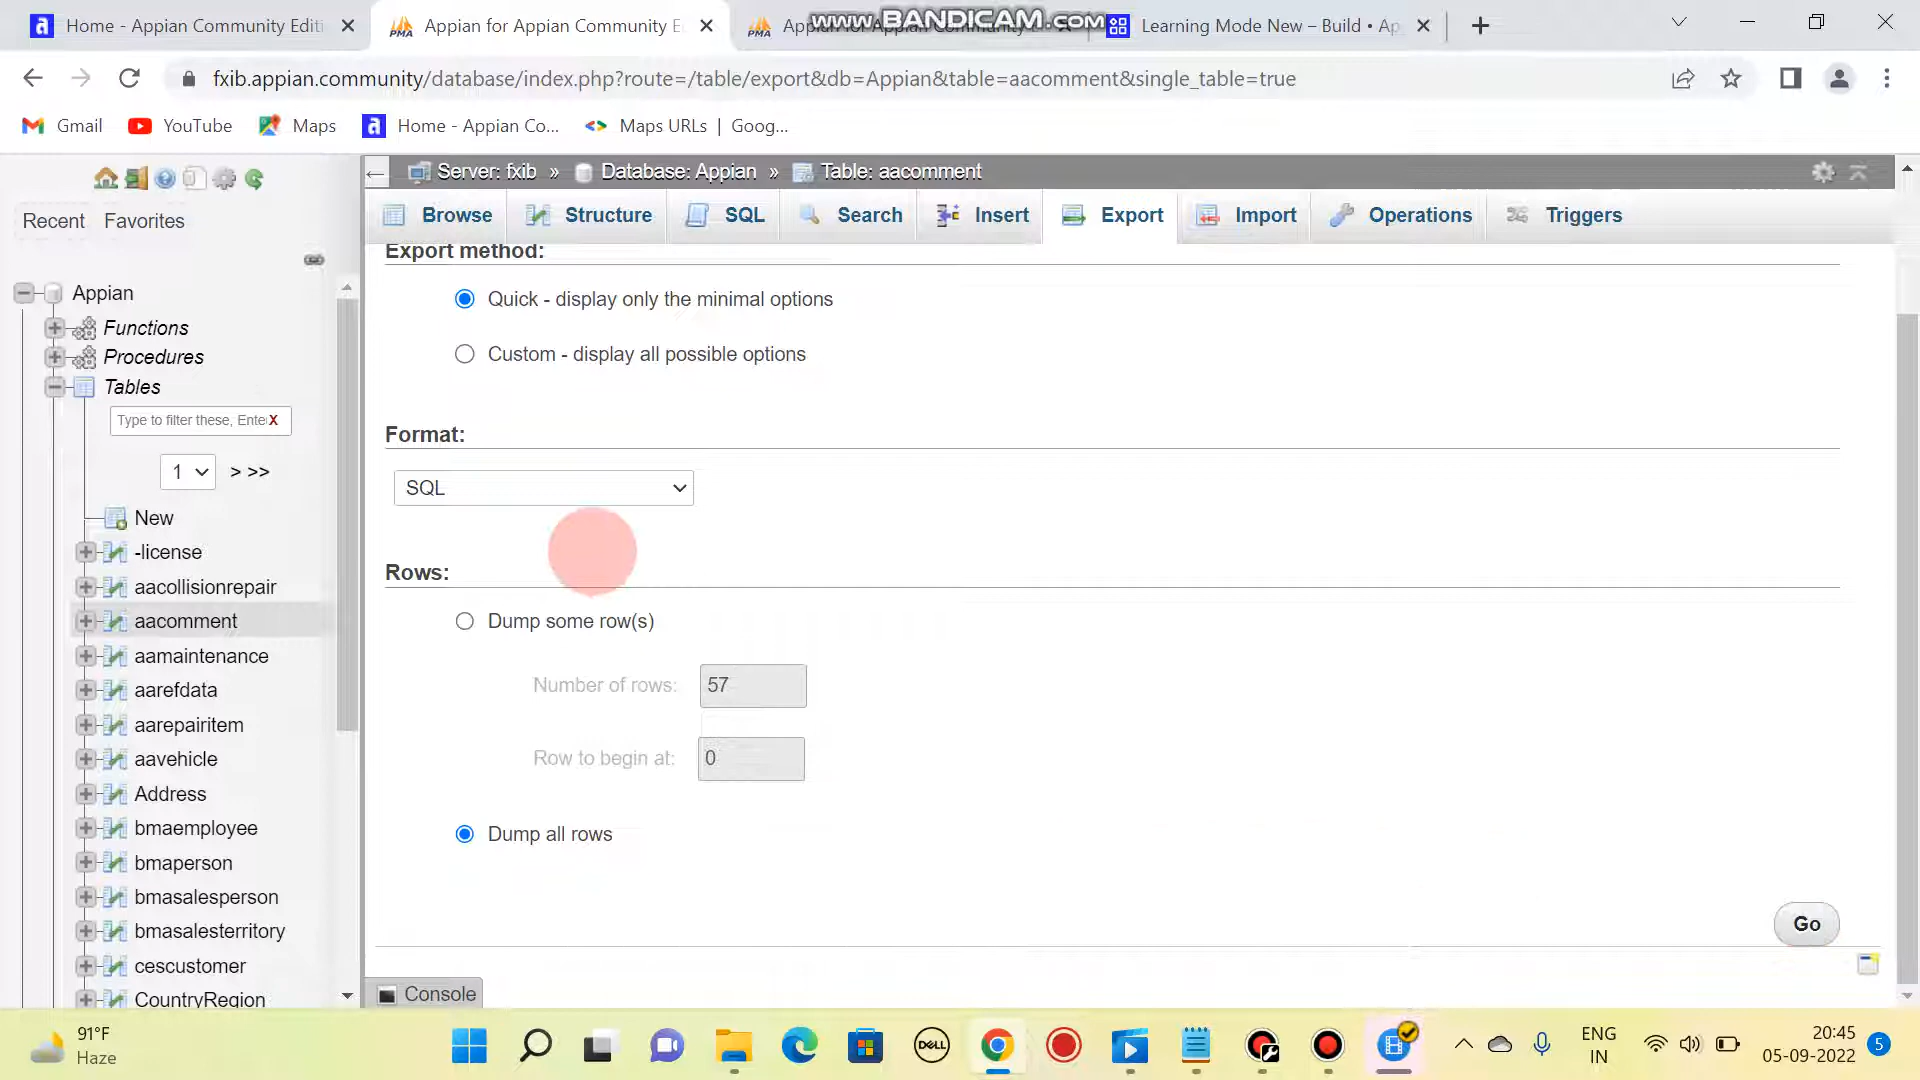 Home - Appian Community Editi
Appian for Appian Community E
Appian for Appian Community E
www.BANDICAM.com
Learning Mode New – Build • Ap
fxib.appian.community/database/index.php?route=/table/export&db=Appian&table=aacomment&single_table=true
Gmail
YouTube
Maps
Home - Appian Co...
Maps URLs | Goog...
Server: fxib » Database: Appian » Table: aacomment
Browse
Structure
SQL
Search
Insert
Export
Import
Operations
Triggers
Recent
Favorites
Appian
Functions
Procedures
Tables
Type to filter these, Ente X
1 > >>
New
-license
aacollisionrepair
aacomment
aamaintenance
aarefdata
aarepairitem
aavehicle
Address
bmaemployee
bmaperson
bmasalesperson
bmasalesterritory
cescustomer
CountryRegion
Export method:
Quick - display only the minimal options
Custom - display all possible options
Format:
SQL
Rows:
Dump some row(s)
Number of rows: 57
Row to begin at: 0
Dump all rows
Go
Console
91°F
Haze
DELL
ENG
IN
20:45
05-09-2022
5